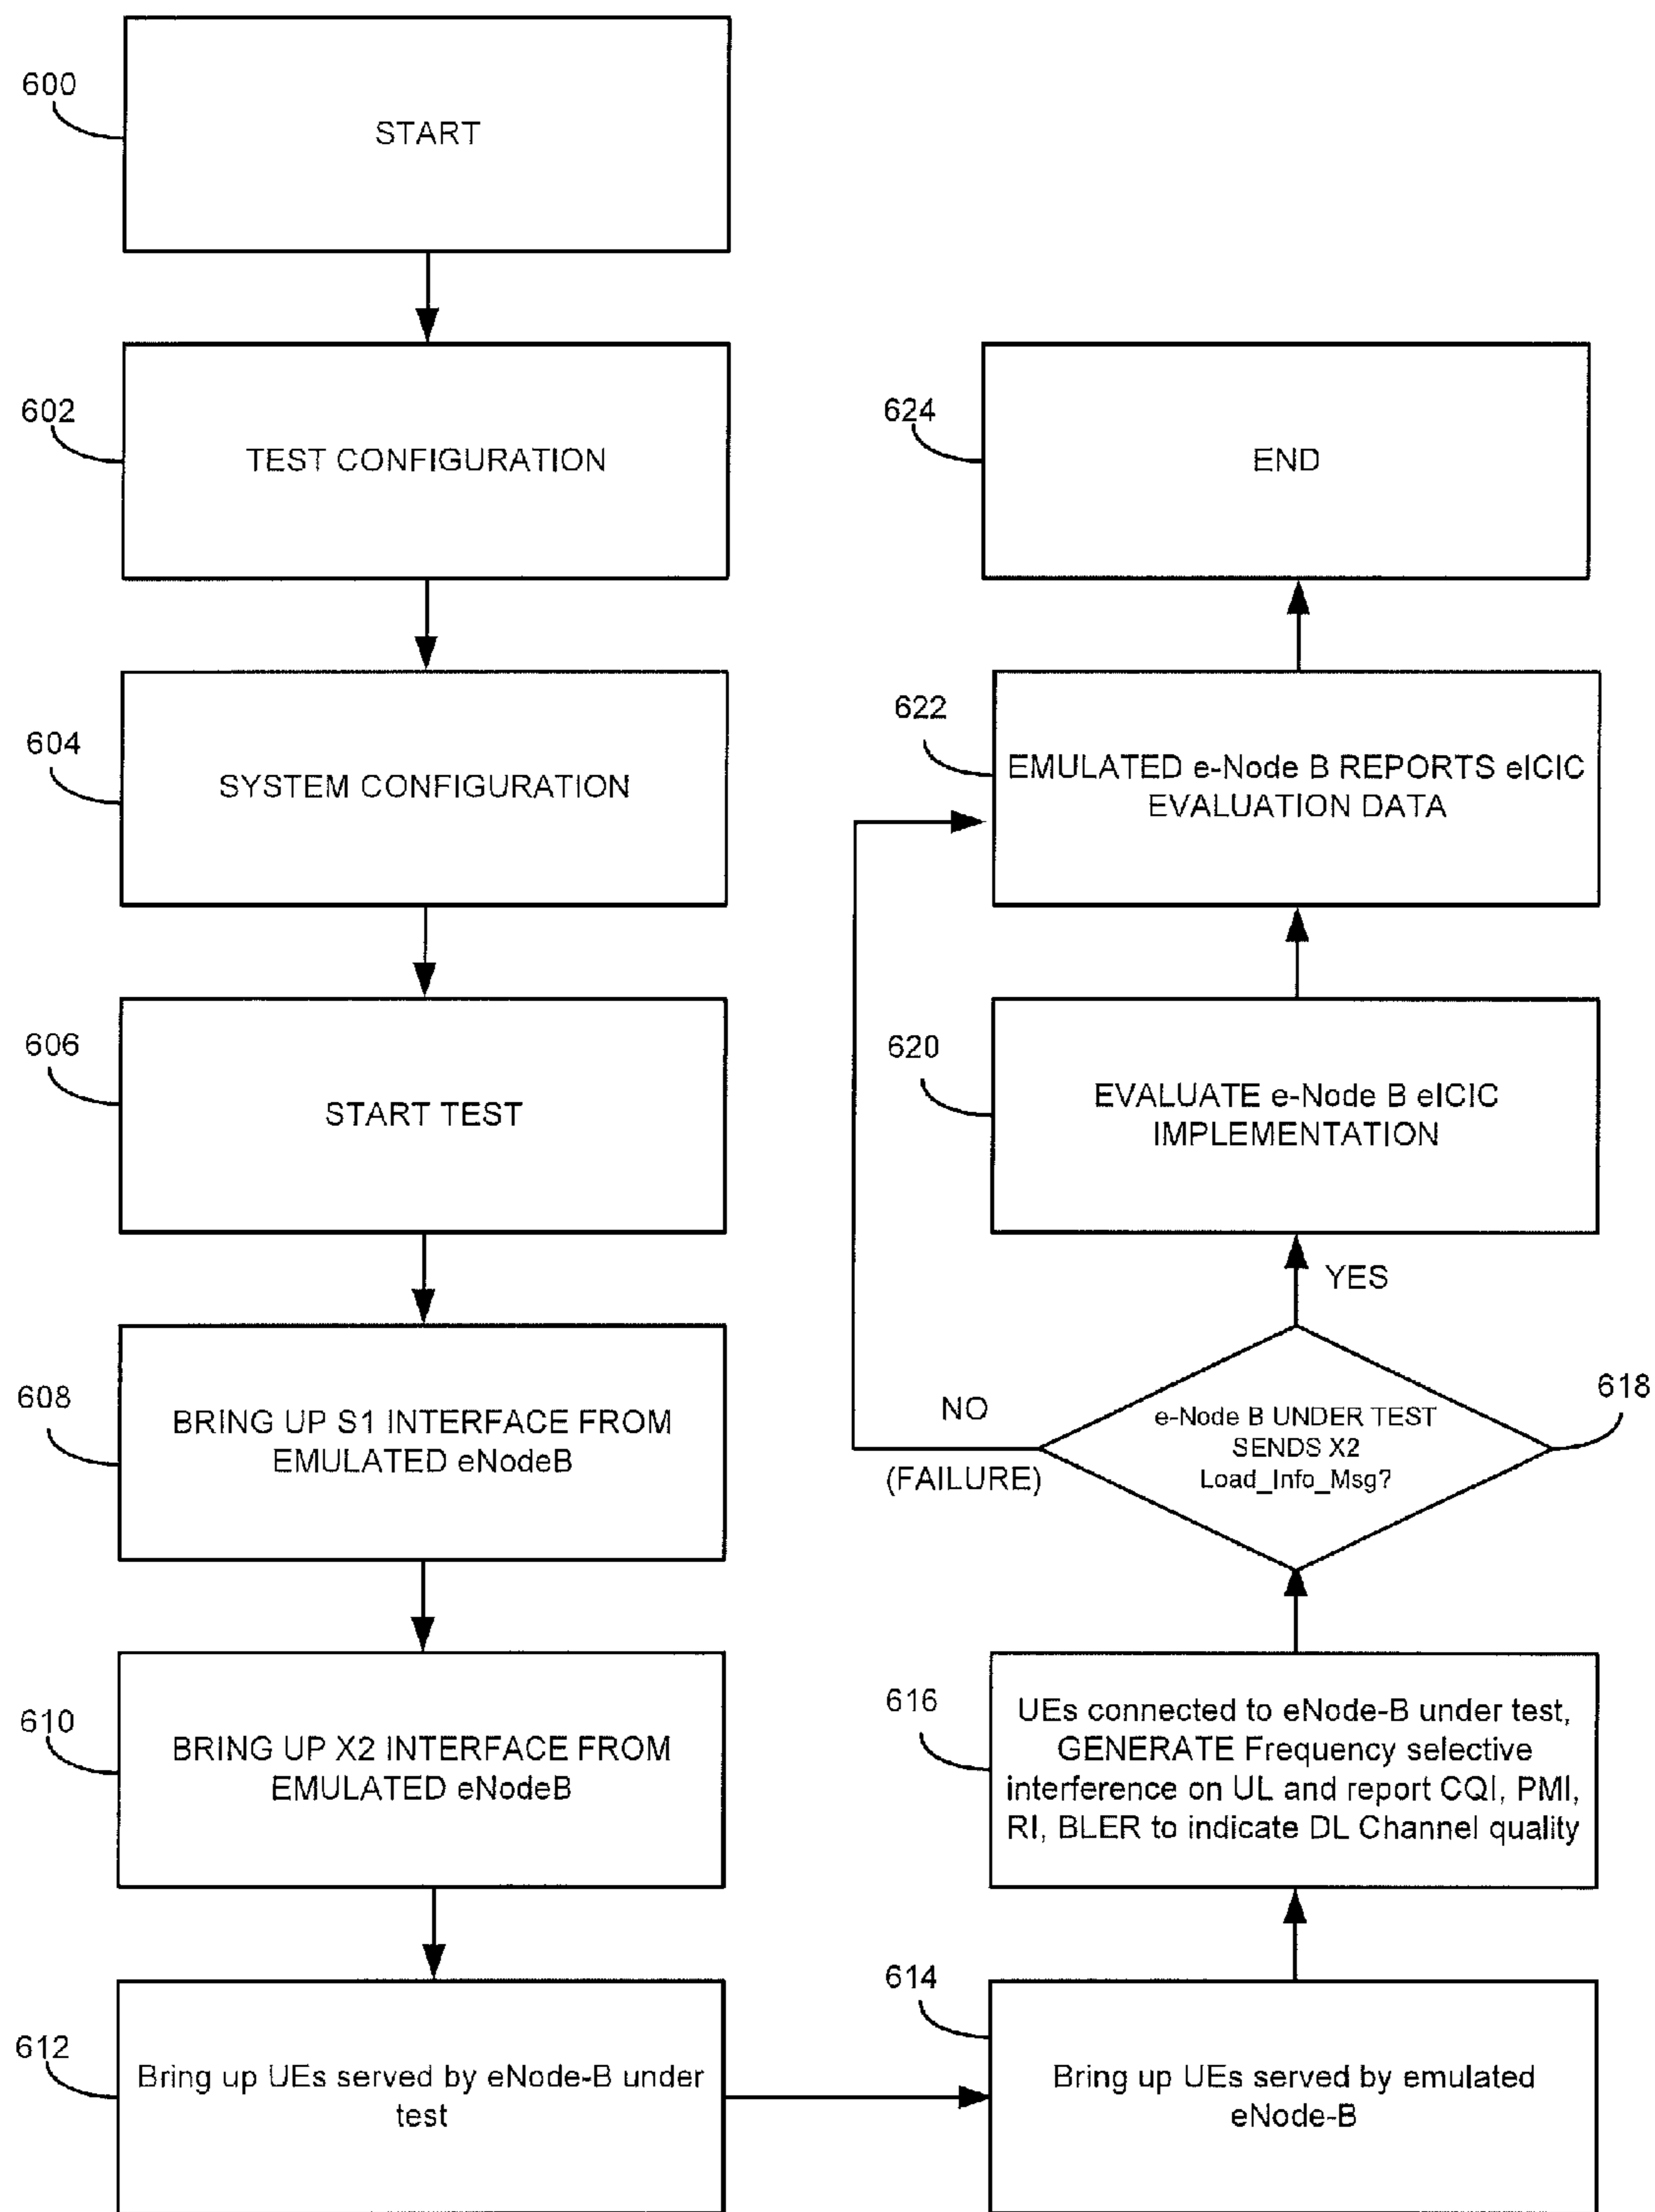 600
START
602
TEST CONFIGURATION
604
SYSTEM CONFIGURATION
606
START TEST
608
BRING UP S1 INTERFACE FROM
EMULATED eNodeB
610
BRING UP X2 INTERFACE FROM
EMULATED eNodeB
612
Bring up UEs served by eNode-B under
test
614
Bring up UEs served by emulated
eNode-B
616
UEs connected to eNode-B under test,
GENERATE Frequency selective
interference on UL and report CQI, PMI,
RI, BLER to indicate DL Channel quality
618
e-Node B UNDER TEST
SENDS X2
Load_Info_Msg?
NO
(FAILURE)
YES
620
EVALUATE e-Node B eICIC
IMPLEMENTATION
622
EMULATED e-Node B REPORTS eICIC
EVALUATION DATA
624
END